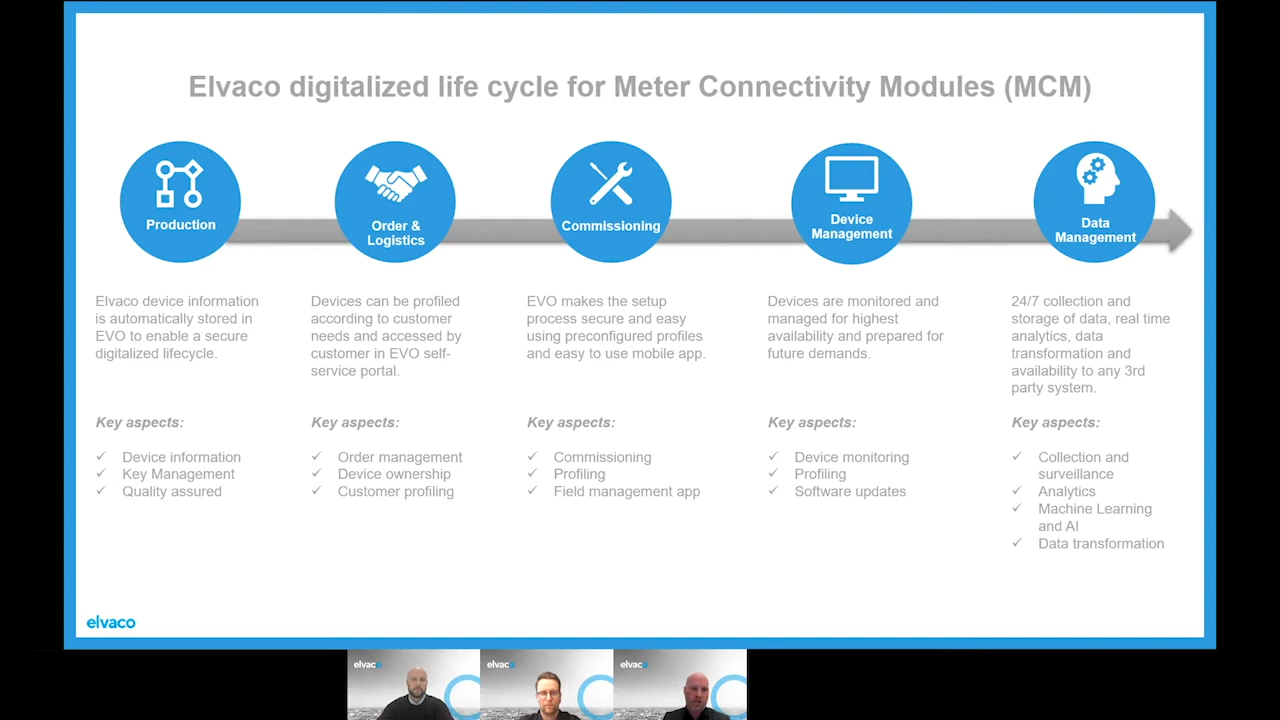 Elvaco digitalized life cycle for Meter Connectivity Modules (MCM)
Production
Order &
Logistics
Commissioning
Device
Management
Data
Management
Elvaco device information
is automatically stored in
EVO to enable a secure
digitalized lifecycle.
Key aspects:
Device information
Key Management
Quality assured
Devices can be profiled
according to customer
needs and accessed by
customer in EVO self-
service portal.
Key aspects:
Order management
Device ownership
Customer profiling
EVO makes the setup
process secure and easy
using preconfigured profiles
and easy to use mobile app.
Key aspects:
Commissioning
Profiling
Field management app
Devices are monitored and
managed for highest
availability and prepared for
future demands.
Key aspects:
Device monitoring
Profiling
Software updates
24/7 collection and
storage of data, real time
analytics, data
transformation and
availability to any 3rd
party system.
Key aspects:
Collection and
surveillance
Analytics
Machine Learning
and AI
Data transformation
elvaco
elvaco
elvaco
elvaco